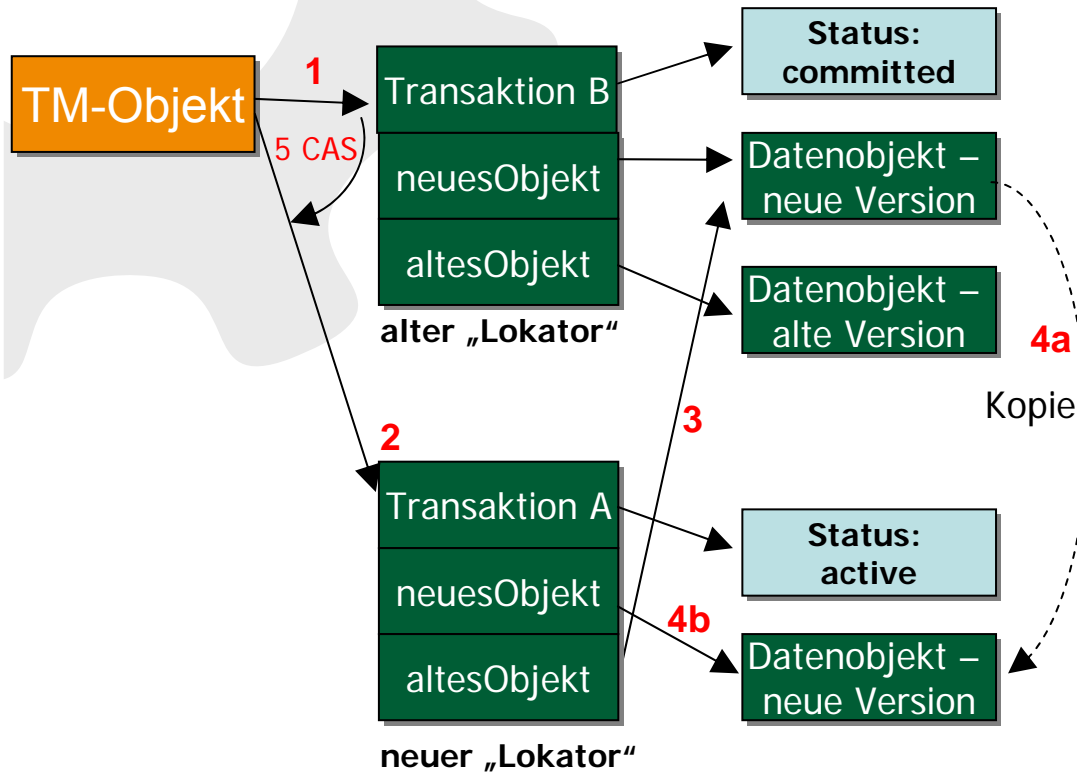 TM-Objekt
1
5 CAS
Transaktion B
neuesObjekt
altesObjekt
alter „Lokator“
Status:
committed
Datenobjekt –
neue Version
Datenobjekt –
alte Version
4a
Kopie
3
2
Transaktion A
neuesObjekt
altesObjekt
neuer „Lokator“
4b
Status:
active
Datenobjekt –
neue Version